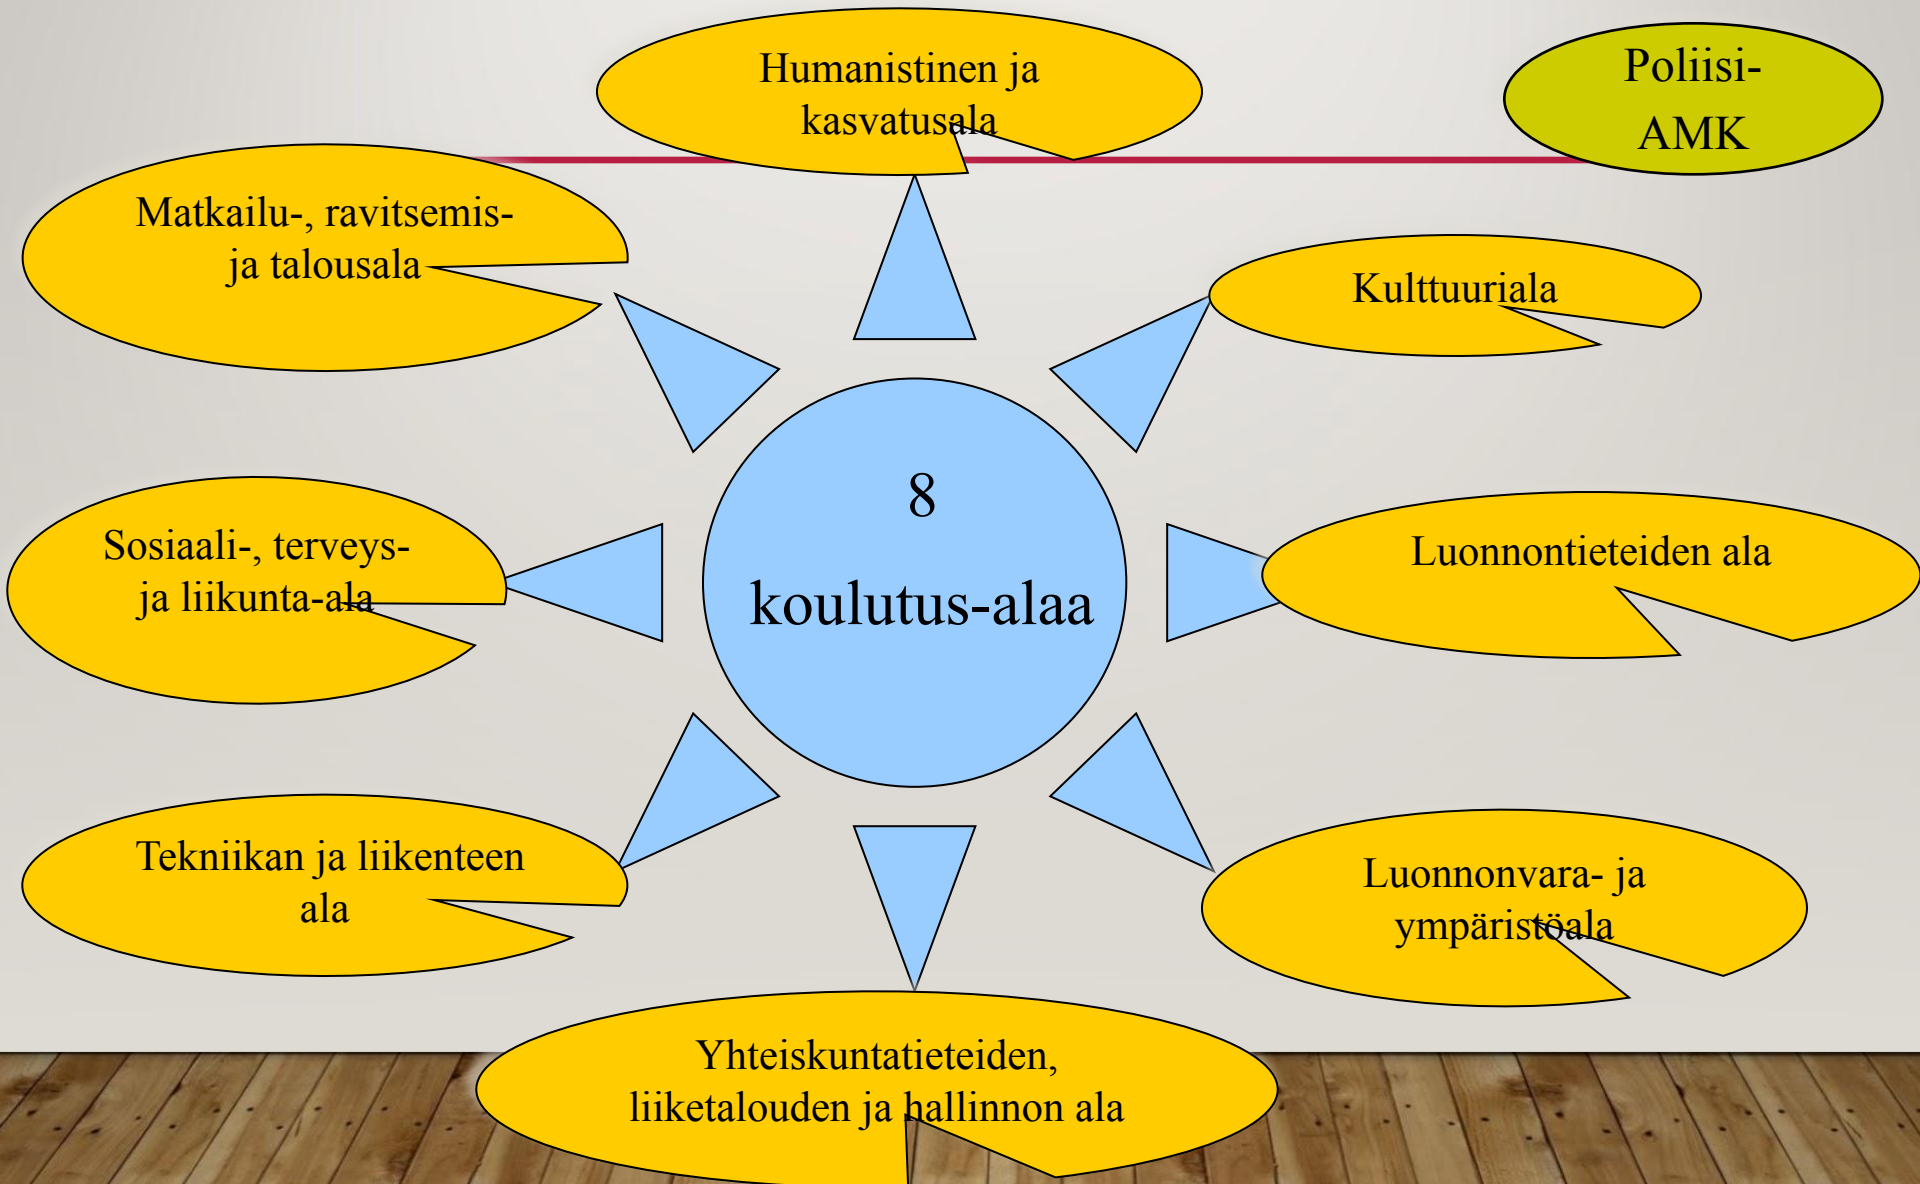 Humanistinen ja
kasvatusala
Poliisi-
AMK
Matkailu-, ravitsemis-
ja talousala
Kulttuuriala
8
koulutus-alaa
Sosiaali-, terveys-
ja liikunta-ala
Luonnontieteiden ala
Tekniikan ja liikenteen
ala
Luonnonvara- ja
ympäristöala
Yhteiskuntatieteiden,
liiketalouden ja hallinnon ala